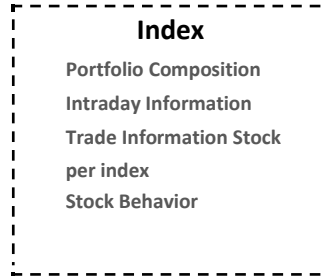 Index
Portfolio Composition
Intraday Information
Trade Information Stock
per index
Stock Behavior